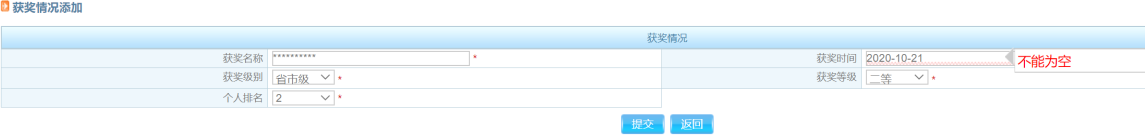 获奖情况添加
获奖情况
获奖名称 ********** * 获奖时间 2020-10-21 不能为空
获奖级别 省市级 * 获奖等级 二等 *
个人排名 2 *
提交 返回